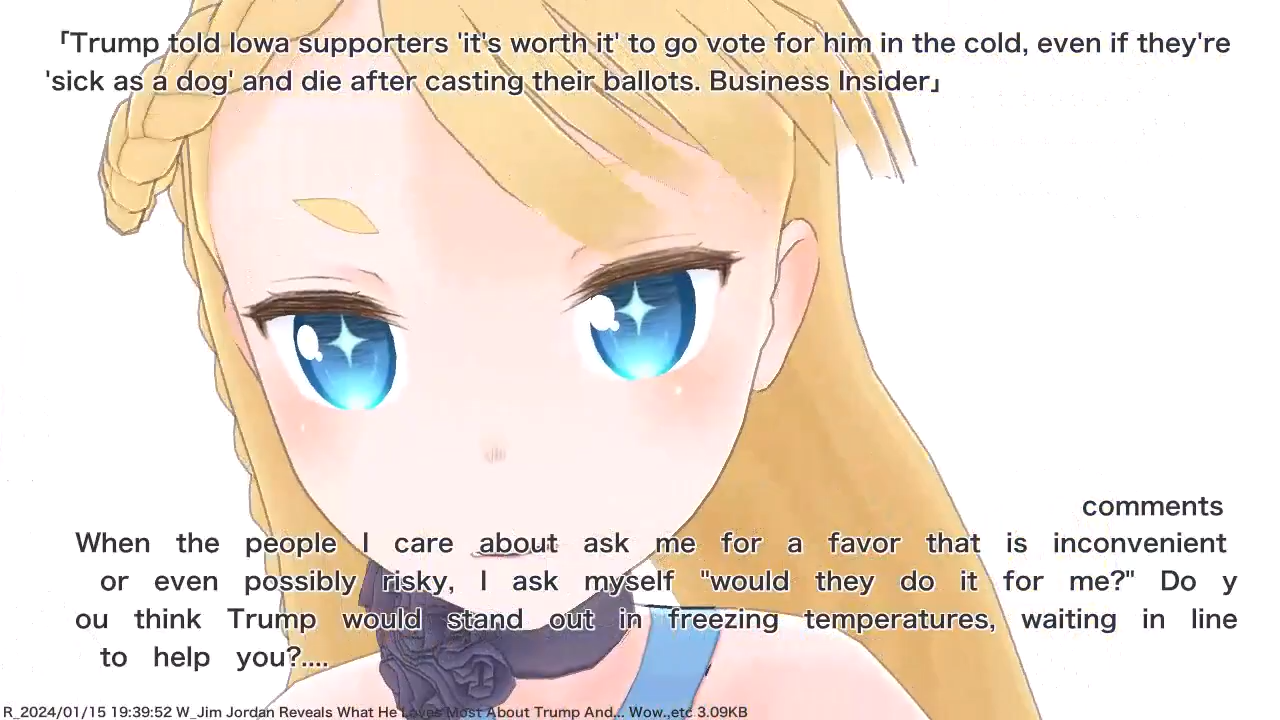 「Trump told Iowa supporters 'it's worth it' to go vote for him in the cold, even if they're
'sick as a dog' and die after casting their ballots. Business Insider」
comments
When the people I care about ask me for a favor that is inconvenient
or even possibly risky, I ask myself "would they do it for me?" Do y
ou think Trump would stand out in freezing temperatures, waiting in line
to help you?....
R_2024/01/15 19:39:52 W_Jim Jordan Reveals What He Loves Most About Trump And... Wow.,etc 3.09KB